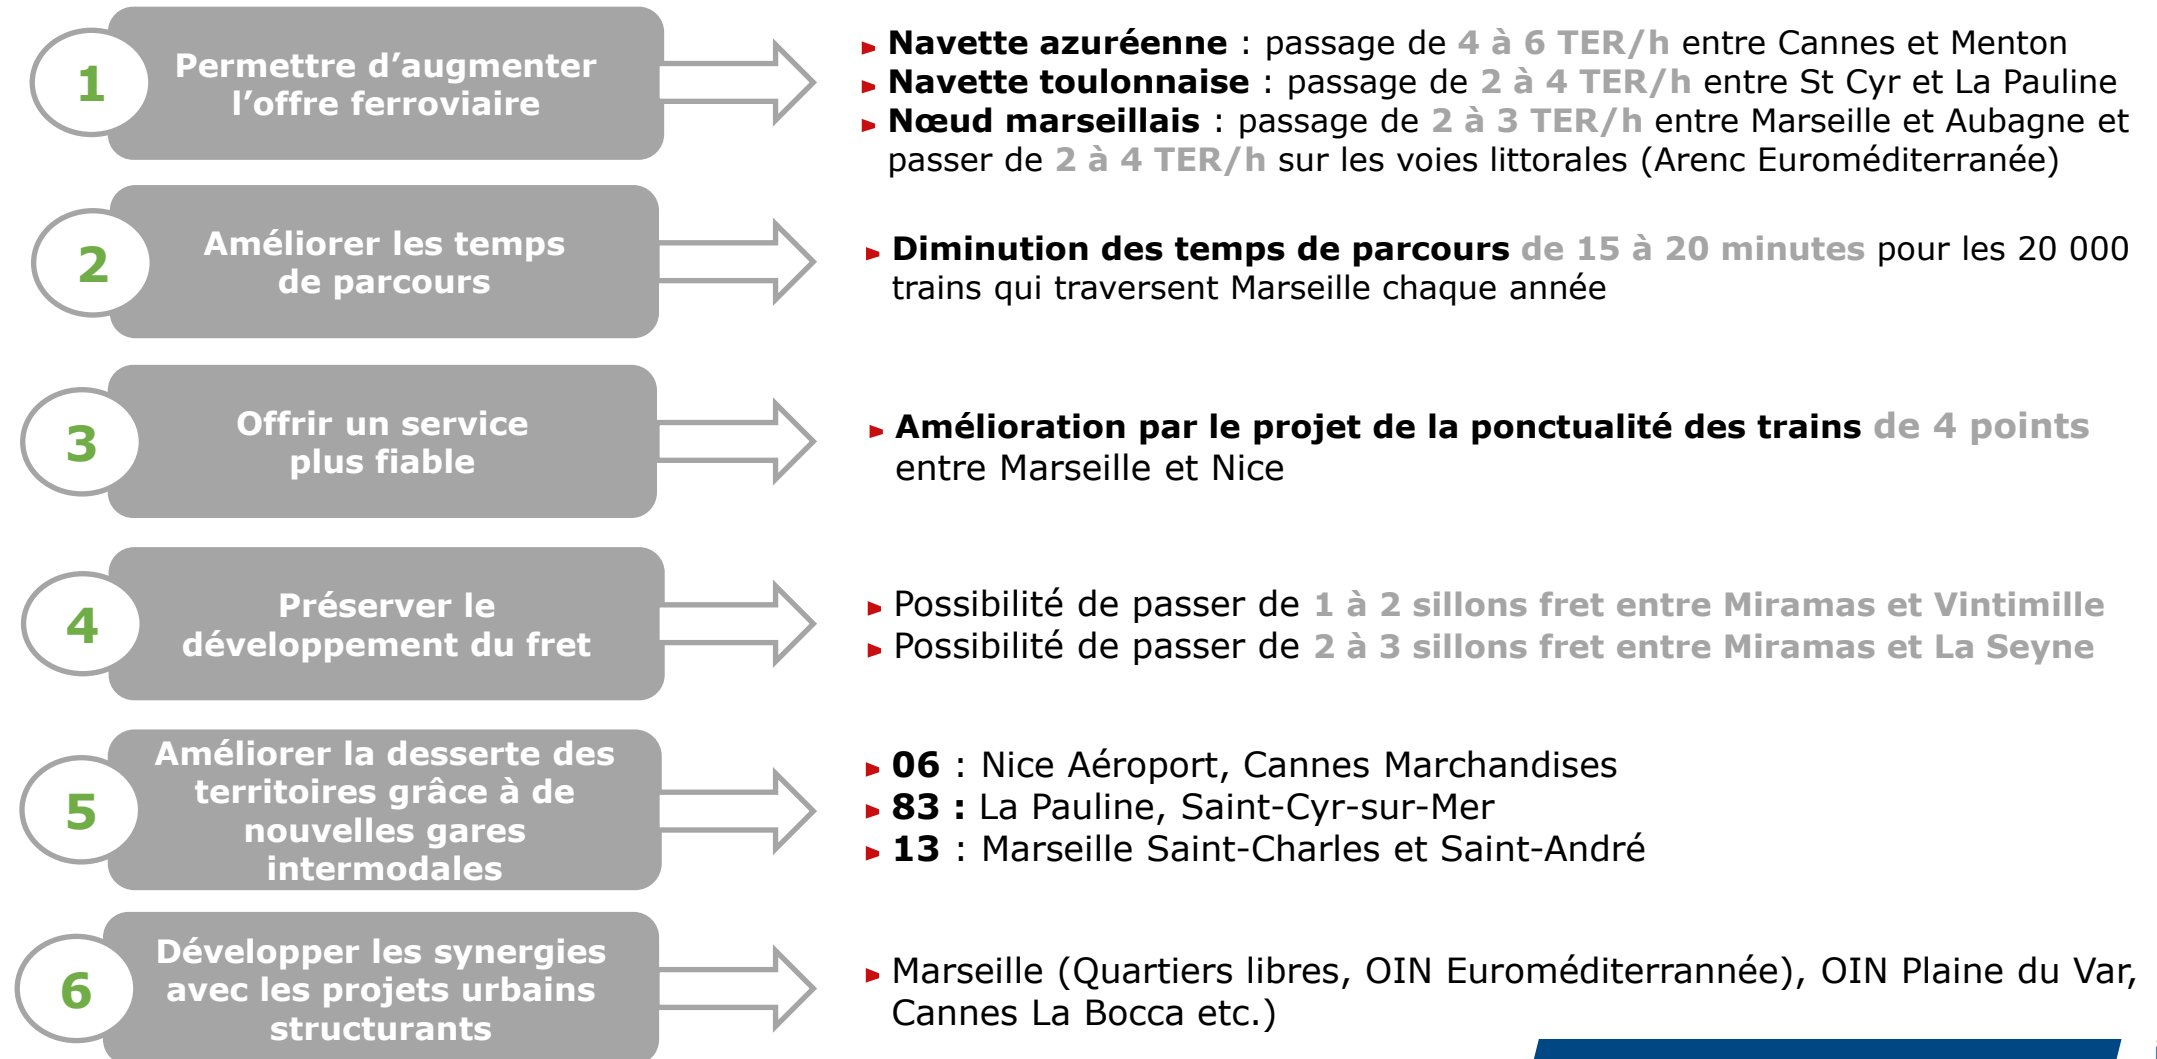 1
Permettre d'augmenter
l'offre ferroviaire
Navette azuréenne : passage de 4 à 6 TER/h entre Cannes et Menton
Navette toulonnaise : passage de 2 à 4 TER/h entre St Cyr et La Pauline
Nœud marseillais : passage de 2 à 3 TER/h entre Marseille et Aubagne et
passer de 2 à 4 TER/h sur les voies littorales (Arenc Euroméditerranée)
2
Améliorer les temps
de parcours
Diminution des temps de parcours de 15 à 20 minutes pour les 20 000
trains qui traversent Marseille chaque année
3
Offrir un service
plus fiable
Amélioration par le projet de la ponctualité des trains de 4 points
entre Marseille et Nice
4
Préserver le
développement du fret
Possibilité de passer de 1 à 2 sillons fret entre Miramas et Vintimille
Possibilité de passer de 2 à 3 sillons fret entre Miramas et La Seyne
5
Améliorer la desserte des
territoires grâce à de
nouvelles gares
intermodales
06 : Nice Aéroport, Cannes Marchandises
83 : La Pauline, Saint-Cyr-sur-Mer
13 : Marseille Saint-Charles et Saint-André
6
Développer les synergies
avec les projets urbains
structurants
Marseille (Quartiers libres, OIN Euroméditerrannée), OIN Plaine du Var,
Cannes La Bocca etc.)